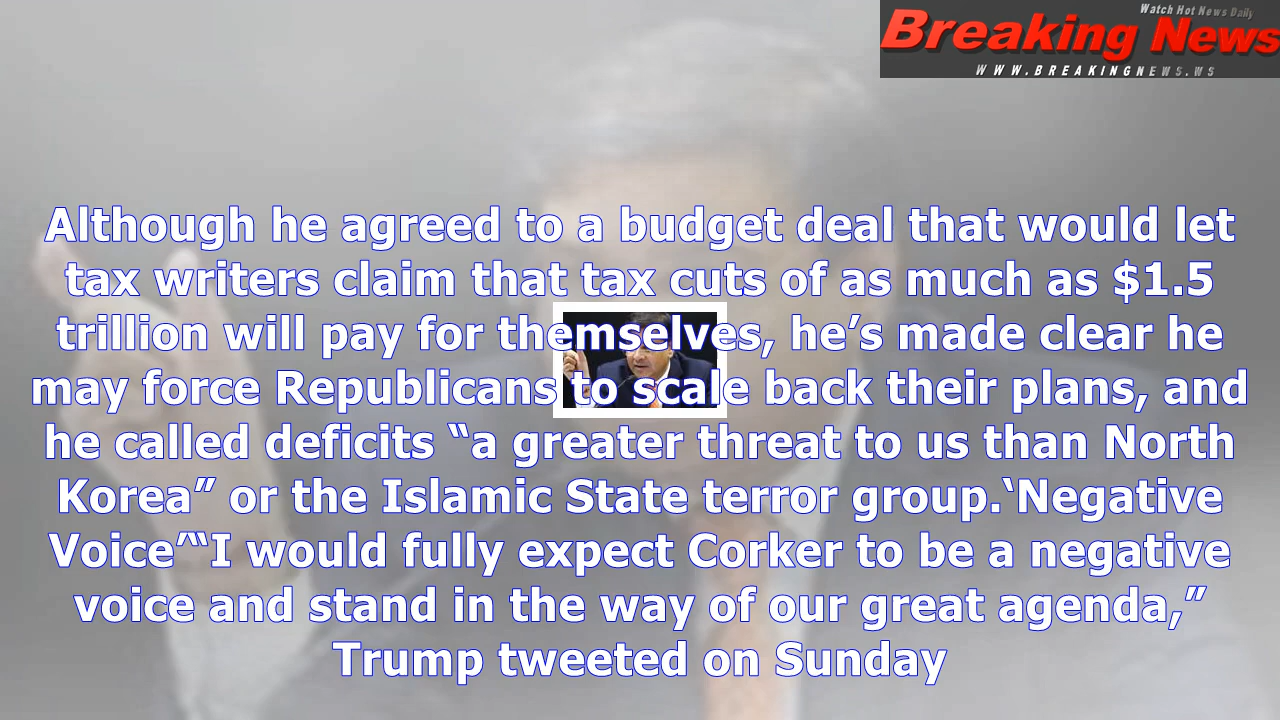 Watch Hot News Daily
Breaking News
WWW.BREAKINGNEWS.WS
Although he agreed to a budget deal that would let
tax writers claim that tax cuts of as much as $1.5
trillion will pay for themselves, he’s made clear he
may force Republicans to scale back their plans, and
he called deficits “a greater threat to us than North
Korea” or the Islamic State terror group.‘Negative
Voice’“I would fully expect Corker to be a negative
voice and stand in the way of our great agenda,”
Trump tweeted on Sunday